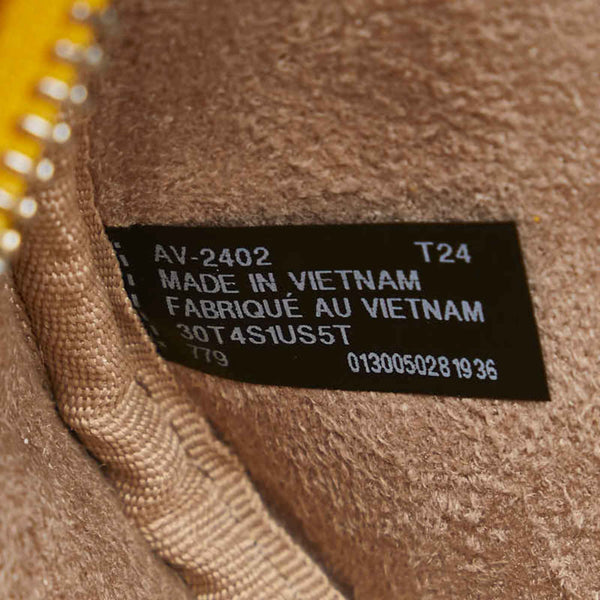 AV-2402 T24
MADE IN VIETNAM
FABRIQUÉ AU VIETNAM
30T4S1US5T
779 0130050281936